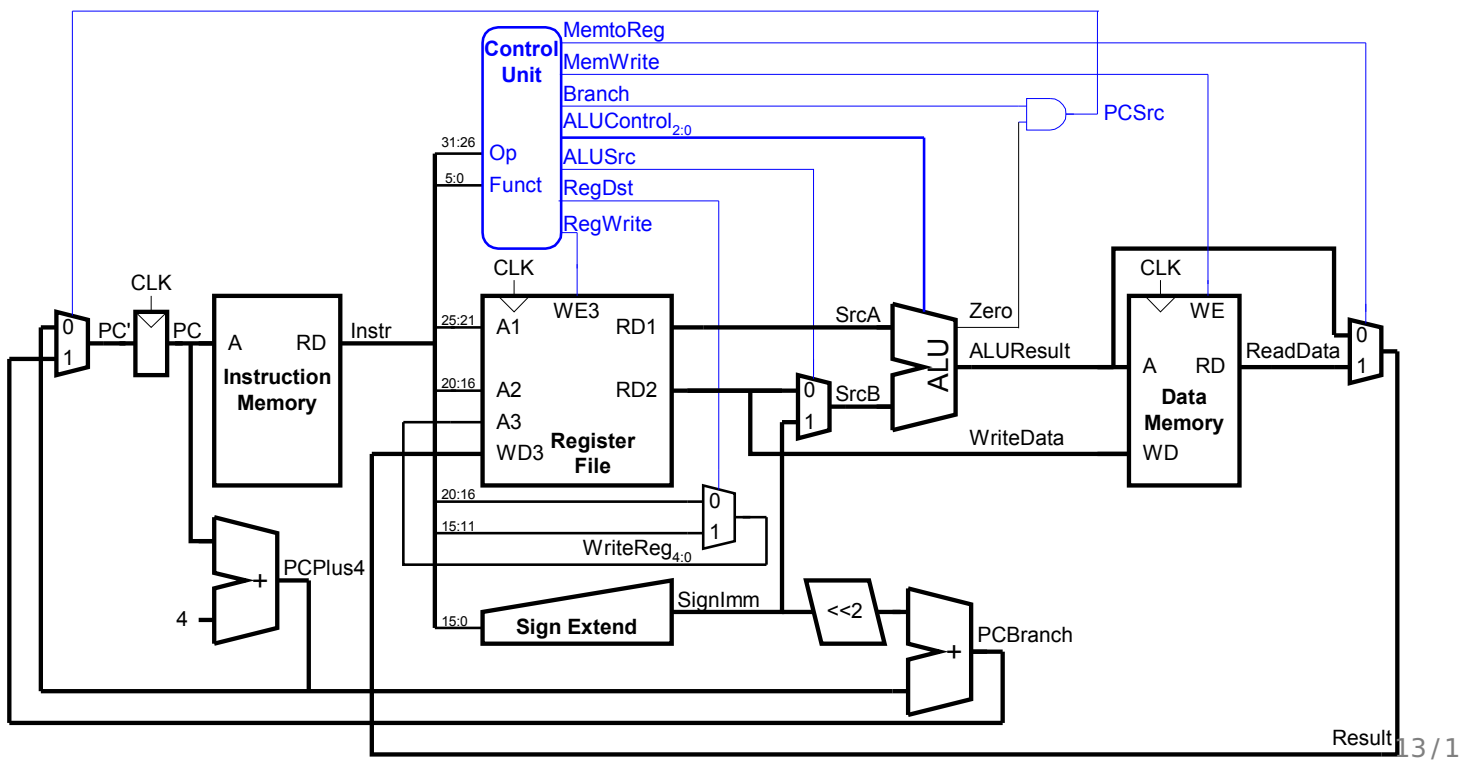 MemtoReg
Control
Unit
MemWrite
Branch
PCSrc
ALUControl2:0
31:26
Op
ALUSrc
5:0
Funct
RegDst
RegWrite
CLK
CLK
CLK
0
1
PC'
PC
A
RD
Instruction
Memory
Instr
25:21
A1
WE3
RD1
SrcA
Zero
WE
20:16
A2
RD2
0
1
SrcB
ALU
ALUResult
A
RD
Data
Memory
ReadData
0
1
A3
WD3
Register
File
WriteData
WD
20:16
0
15:11
1
WriteReg4:0
PCPlus4
+
4
SignImm
15:0
Sign Extend
<<2
+
PCBranch
Result
13/1